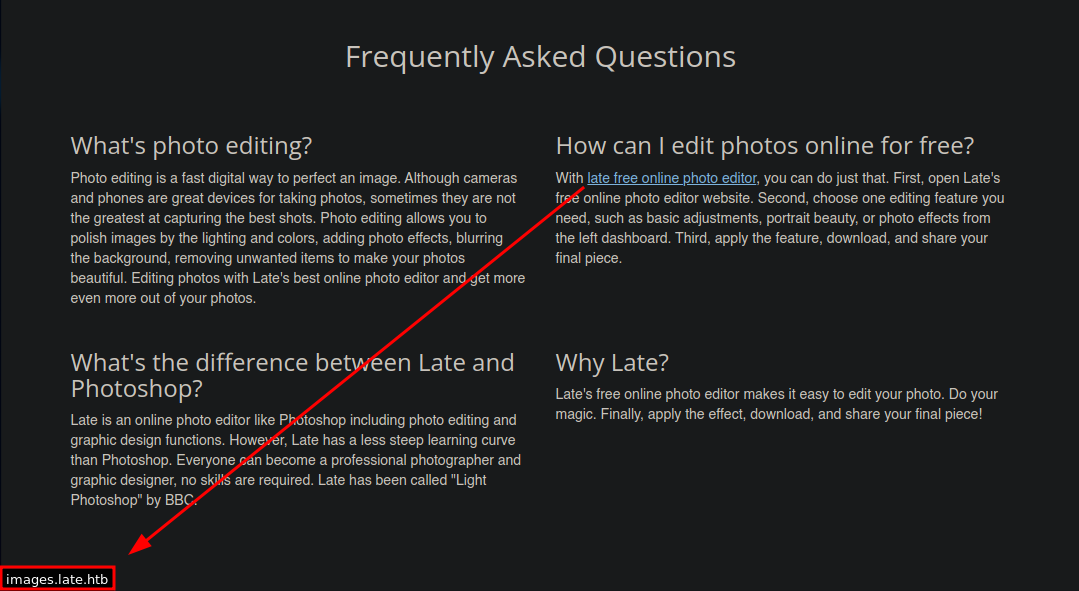 Frequently Asked Questions
What's photo editing?
Photo editing is a fast digital way to perfect an image. Although cameras
and phones are great devices for taking photos, sometimes they are not
the greatest at capturing the best shots. Photo editing allows you to
polish images by the lighting and colors, adding photo effects, blurring
the background, removing unwanted items to make your photos
beautiful. Editing photos with Late's best online photo editor and get more
even more out of your photos.
How can I edit photos online for free?
With late free online photo editor, you can do just that. First, open Late's
free online photo editor website. Second, choose one editing feature you
need, such as basic adjustments, portrait beauty, or photo effects from
the left dashboard. Third, apply the feature, download, and share your
final piece.
What's the difference between Late and
Photoshop?
Late is an online photo editor like Photoshop including photo editing and
graphic design functions. However, Late has a less steep learning curve
than Photoshop. Everyone can become a professional photographer and
graphic designer, no skills are required. Late has been called "Light
Photoshop" by BBC.
Why Late?
Late's free online photo editor makes it easy to edit your photo. Do your
magic. Finally, apply the effect, download, and share your final piece!
images.late.htb